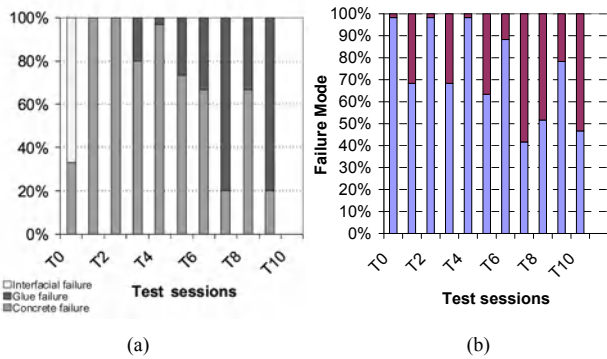 100%
80%
60%
40%
20%
0%
T0
T2
T4
T6
T8
T10
Test sessions
Interfacial failure
Glue failure
Concrete failure
(a)
Failure Mode
100%
90%
80%
70%
60%
50%
40%
30%
20%
10%
0%
T0
T2
T4
T6
T8
T10
Test sessions
(b)